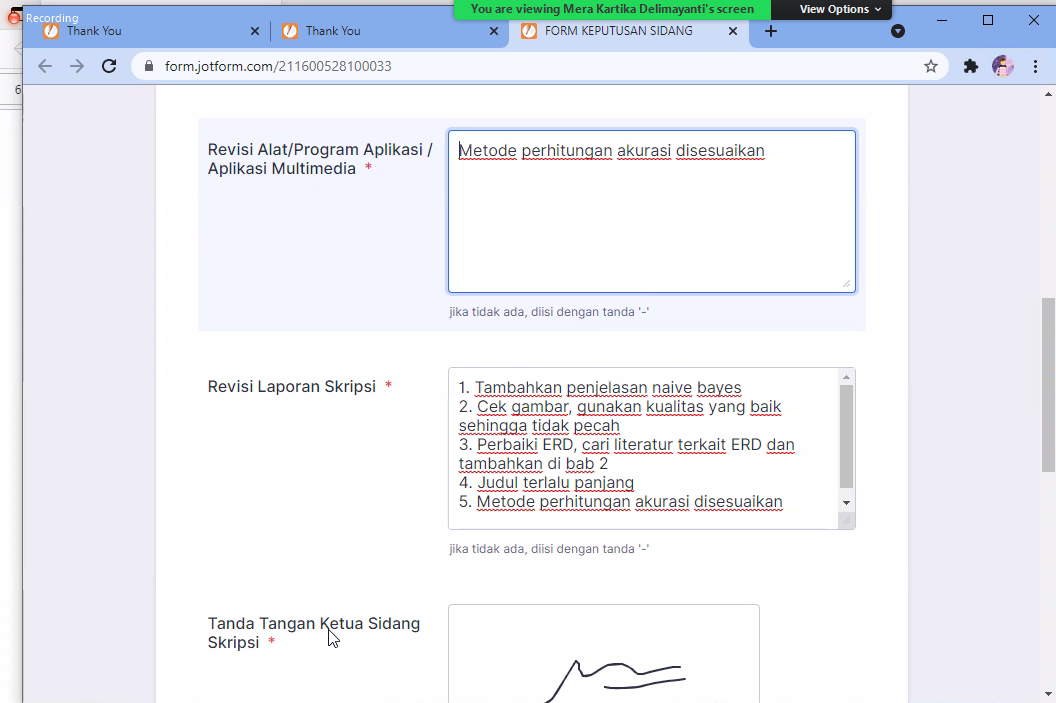 Recording
You are viewing Mera Kartika Delimayanti's screen
View Options
Thank You
Thank You
FORM KEPUTUSAN SIDANG
form.jotform.com/211600528100033
6
Revisi Alat/Program Aplikasi /
Aplikasi Multimedia *
Metode perhitungan akurasi disesuaikan
jika tidak ada, diisi dengan tanda '-'
Revisi Laporan Skripsi *
1. Tambahkan penjelasan naive bayes
2. Cek gambar, gunakan kualitas yang baik
sehingga tidak pecah
3. Perbaiki ERD, cari literatur terkait ERD dan
tambahkan di bab 2
4. Judul terlalu panjang
5. Metode perhitungan akurasi disesuaikan
jika tidak ada, diisi dengan tanda '-'
Tanda Tangan Ketua Sidang
Skripsi *